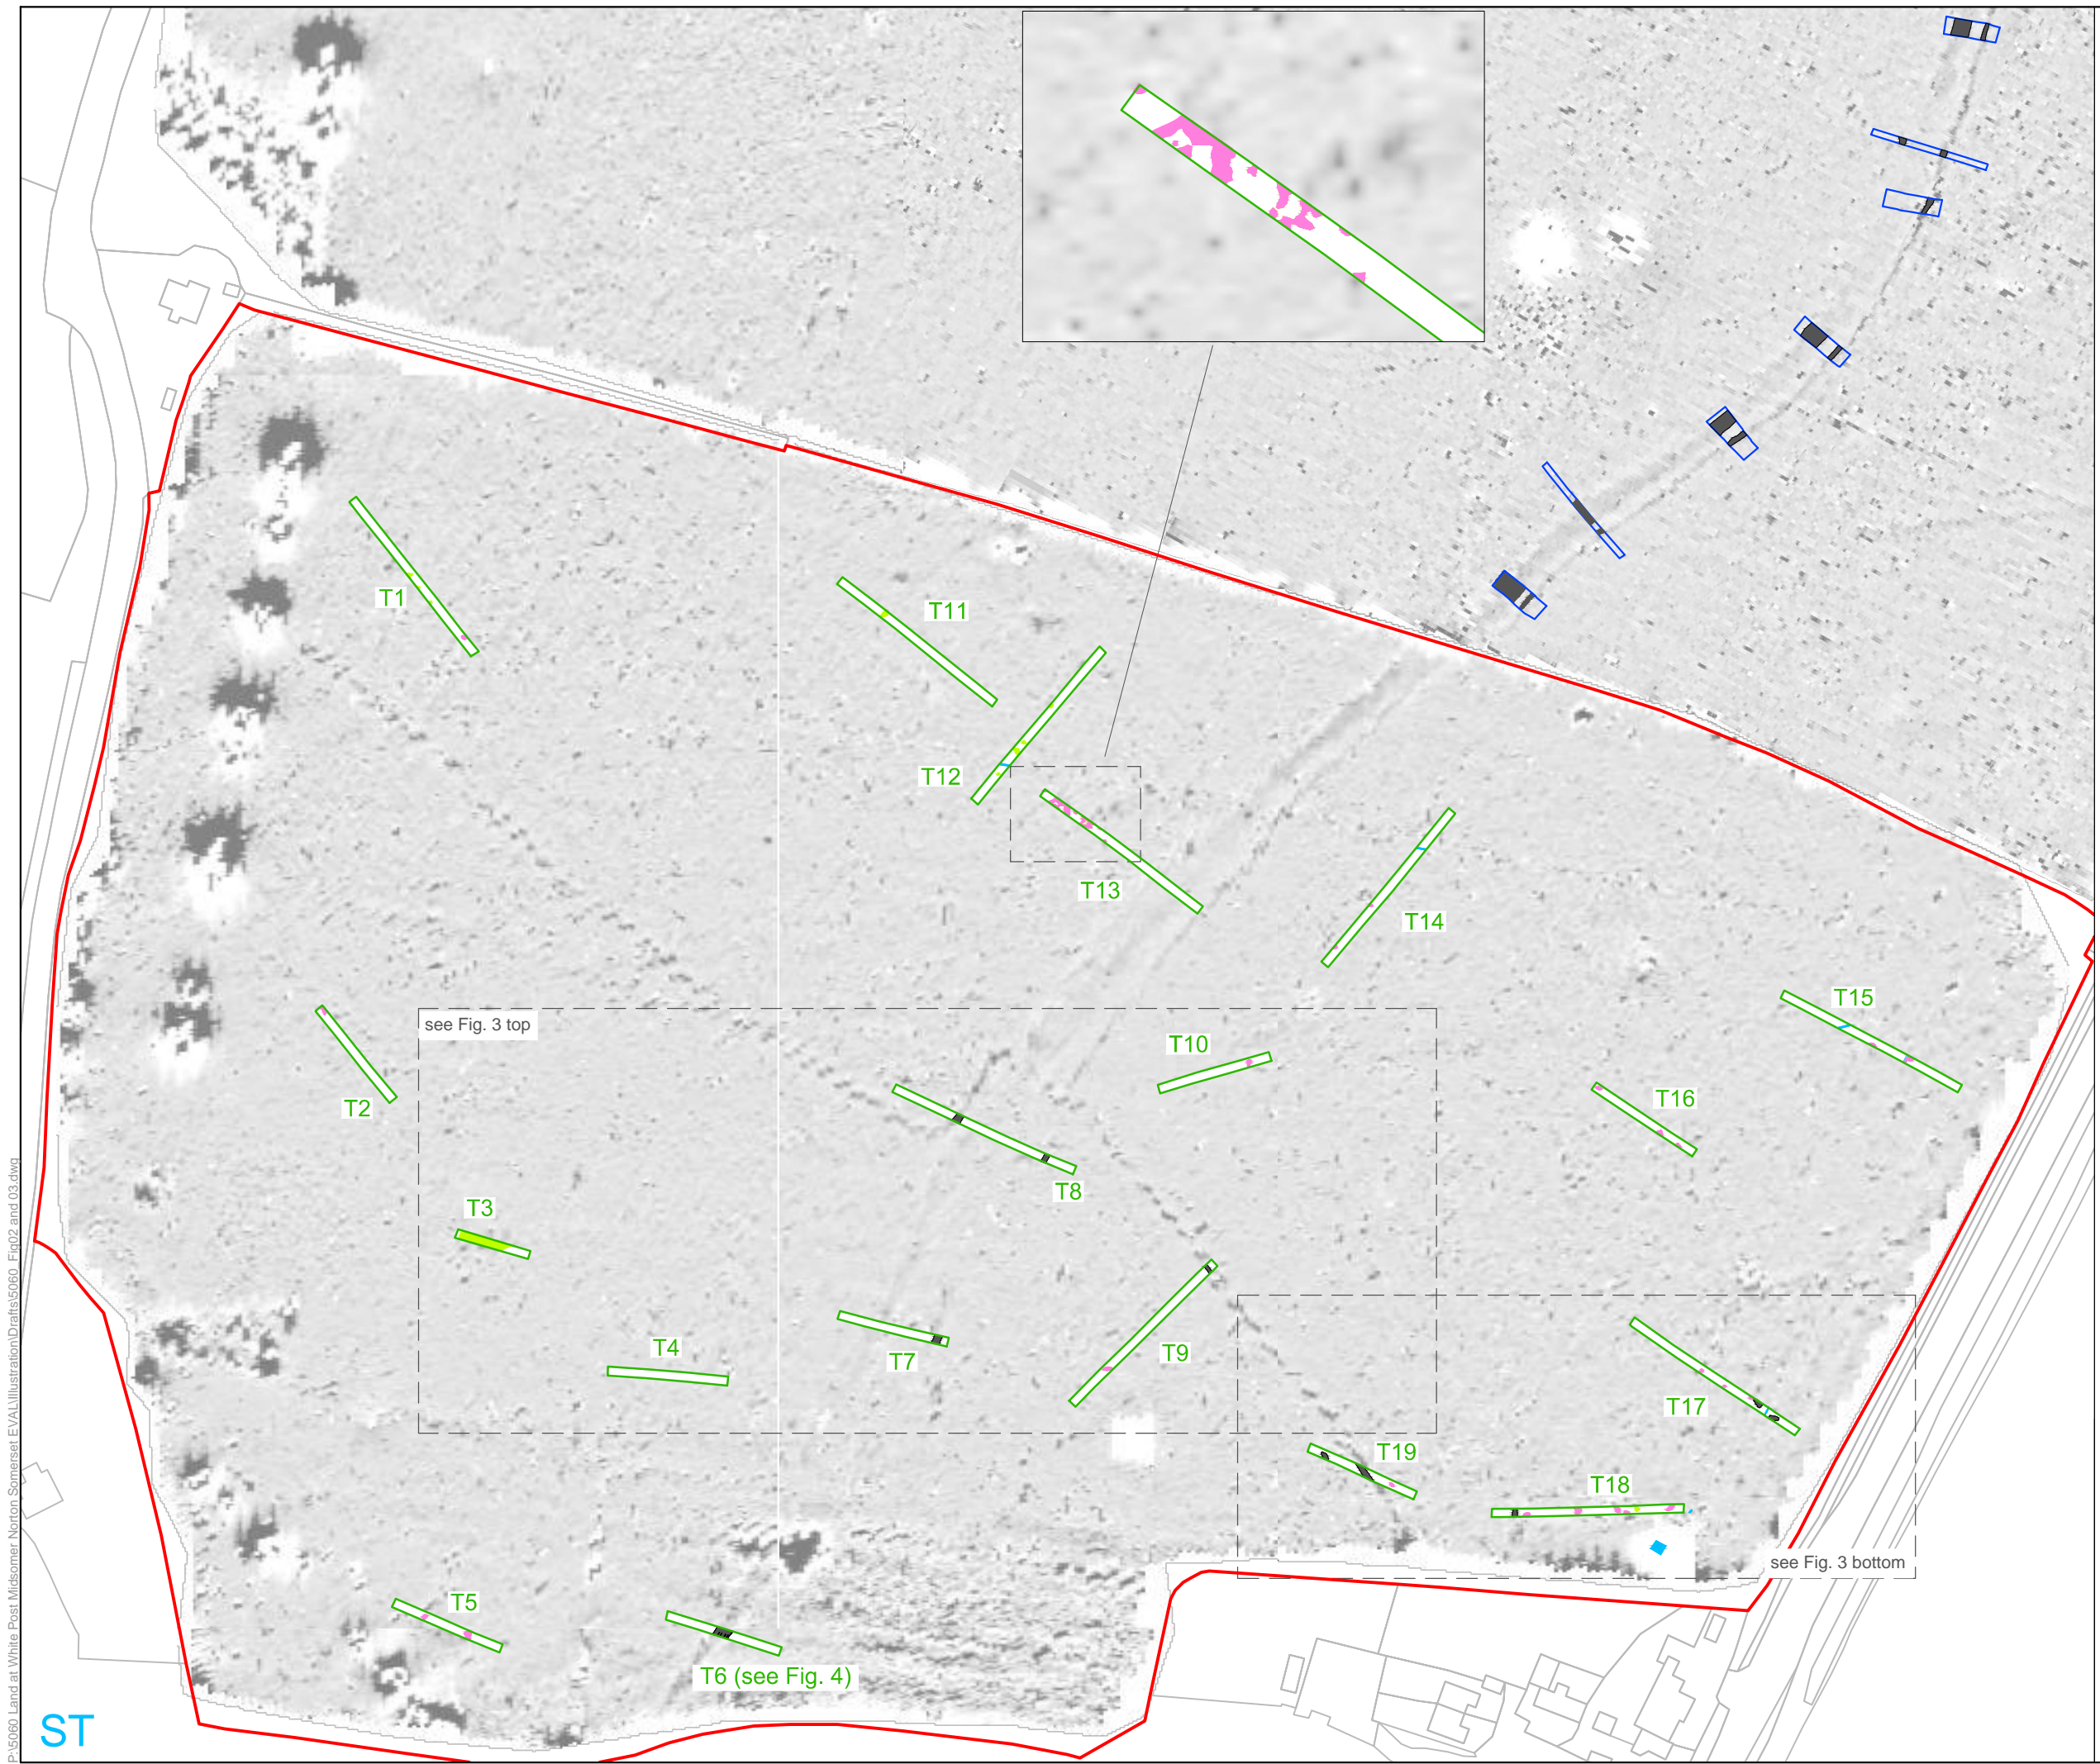 T1
T11
T12
T13
T14
see Fig. 3 top
T15
T10
T2
T16
T8
T3
T4
T7
T9
T17
T19
T18
see Fig. 3 bottom
T5
T6 (see Fig. 4)
ST
P:\5060 Land at White Post Midsomer Norton Somerset EVAL\Illustration\Drafts\5060_Fig02 and 03.dwg